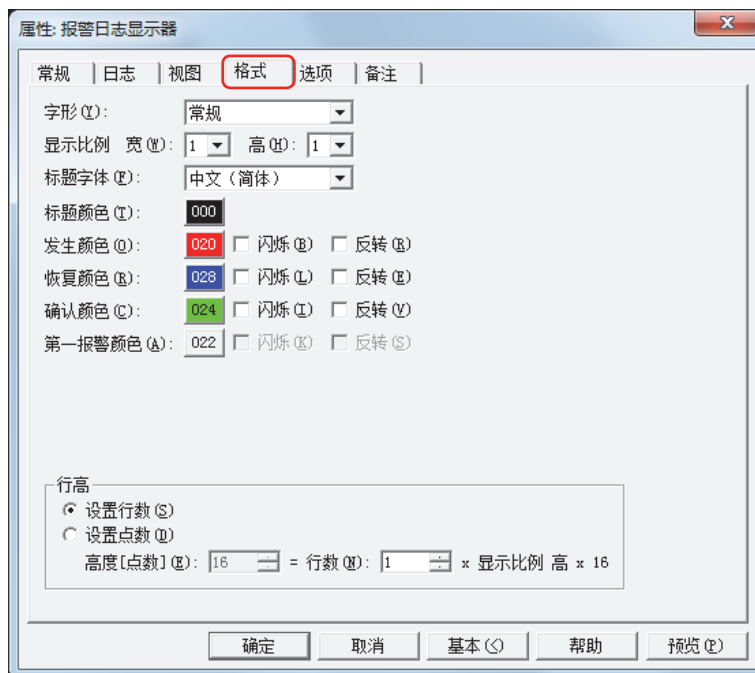 属性: 报警日志显示器
常规 日志 视图 格式 选项 备注
字形(Y): 常规
显示比例 宽(W): 1 高(H): 1
标题字体(F): 中文（简体）
标题颜色(T): 000
发生颜色(O): 020 闪烁(B) 反转(R)
恢复颜色(R): 028 闪烁(L) 反转(E)
确认颜色(C): 024 闪烁(I) 反转(V)
第一报警颜色(A): 022 闪烁(K) 反转(S)
行高
设置行数(S)
设置点数(D)
高度[点数](E): 16 = 行数(N): 1 x 显示比例 高 x 16
确定 取消 基本(<) 帮助 预览(P)